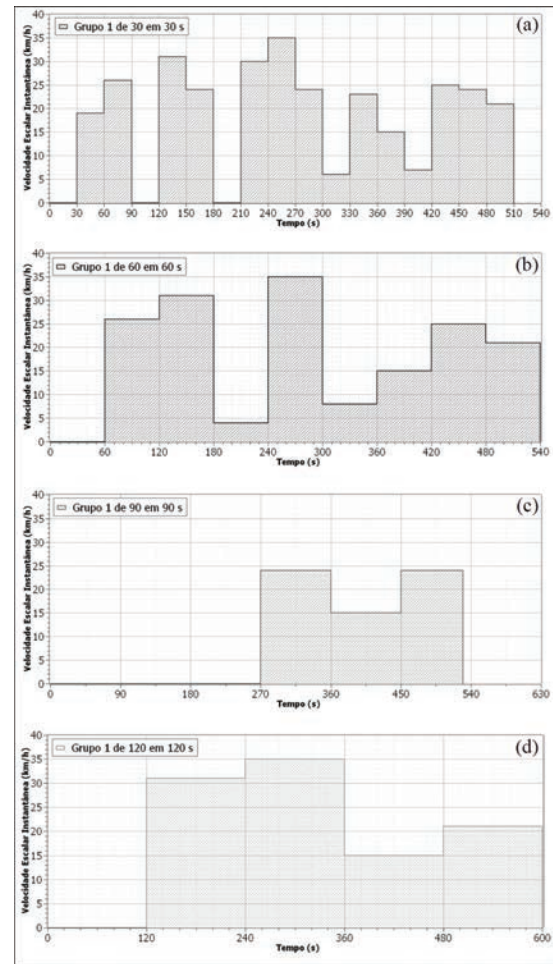 Velocidade Escalar Instantânea (km/h)
Grupo 1 de 30 em 30 s
(a)
40
35
30
25
20
15
10
5
0
0 30 60 90 120 150 180 210 240 270 300 330 360 390 420 450 480 510 540
Tempo (s)
Velocidade Escalar Instantânea (km/h)
Grupo 1 de 60 em 60 s
(b)
40
35
30
25
20
15
10
5
0
0 60 120 180 240 300 360 420 480 540
Tempo (s)
Velocidade Escalar Instantânea (km/h)
Grupo 1 de 90 em 90 s
(c)
40
35
30
25
20
15
10
5
0
0 90 180 270 360 450 540 630
Tempo (s)
Velocidade Escalar Instantânea (km/h)
Grupo 1 de 120 em 120 s
(d)
40
35
30
25
20
15
10
5
0
0 120 240 360 480 600
Tempo (s)